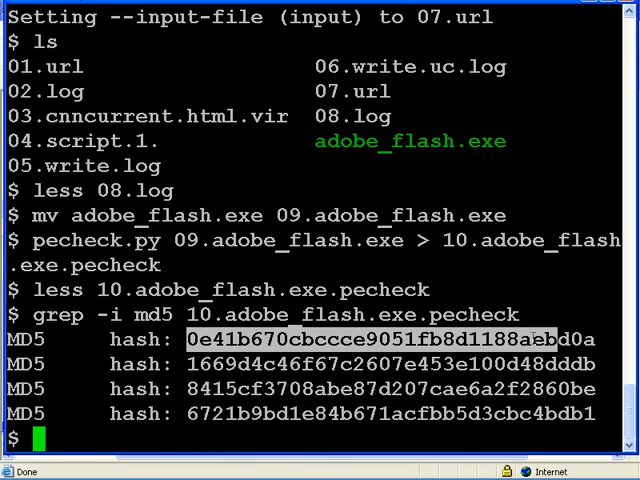 Setting --input-file (input) to 07.url
$ ls
01.url 06.write.uc.log
02.log 07.url
03.cnncurrent.html.vir 08.log
04.script.1. adobe_flash.exe
05.write.log
$ less 08.log
$ mv adobe_flash.exe 09.adobe_flash.exe
$ pecheck.py 09.adobe_flash.exe > 10.adobe_flash
.exe.pecheck
$ less 10.adobe_flash.exe.pecheck
$ grep -i md5 10.adobe_flash.exe.pecheck
MD5 hash: 0e41b670cbccce9051fb8d1188aebd0a
MD5 hash: 1669d4c46f67c2607e453e100d48dddb
MD5 hash: 8415cf3708abe87d207cae6a2f2860be
MD5 hash: 6721b9bd1e84b671acfbb5d3cbc4bdb1
$
Done Internet